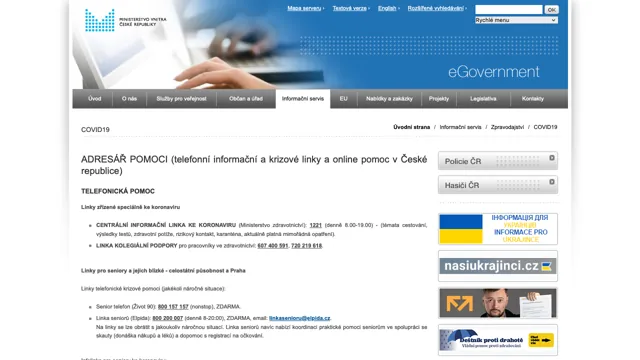 MINISTERSTVO VNITRA
ČESKÉ REPUBLIKY
Mapa serveru
Textová verze
English
Rozšířené vyhledávání
OK
Rychlé menu
eGovernment
Úvod
O nás
Služby pro veřejnost
Občan a úřad
Informační servis
EU
Nabídky a zakázky
Projekty
Legislativa
Kontakty
COVID19
Úvodní strana / Informační servis / Zpravodajství / COVID19
ADRESÁŘ POMOCI (telefonní informační a krizové linky a online pomoc v České
republice)
TELEFONICKÁ POMOC
Linky zřízené speciálně ke koronaviru
CENTRÁLNÍ INFORMAČNÍ LINKA KE KORONAVIRU (Ministerstvo zdravotnictví): 1221 (denně 8.00-19.00) - (témata cestování,
výsledky testů, zdravotní potíže, rizikový kontakt, karanténa, aktuálně platná mimořádná opatření).
LINKA KOLEGIÁLNÍ PODPORY pro pracovníky ve zdravotnictví: 607 400 591, 720 219 618.
Linky pro seniory a jejich blízké - celostátní působnost a Praha
Linky telefonické krizové pomoci (jakékoli náročné situace):
Senior telefon (Život 90): 800 157 157 (nonstop), ZDARMA.
Linka seniorů (Elpida): 800 200 007 (denně 8-20:00), ZDARMA, email: linkasenioru@elpida.cz.
Na linky se lze obrátit s jakoukoliv náročnou situací. Linka seniorů navíc nabízí koordinaci praktické pomoci seniorům ve spolupráci se
skauty (donáška nákupů a léků) a dopomoc s registrací na očkování.
Policie ČR
Hasiči ČR
ІНФОРМАЦІЯ ДЛЯ
УКРАЇНЦІВ
INFORMACE PRO
UKRAJINCE
nasiukrajinci.cz
Deštník proti drahotě
Vládní pomoc proti zdražování